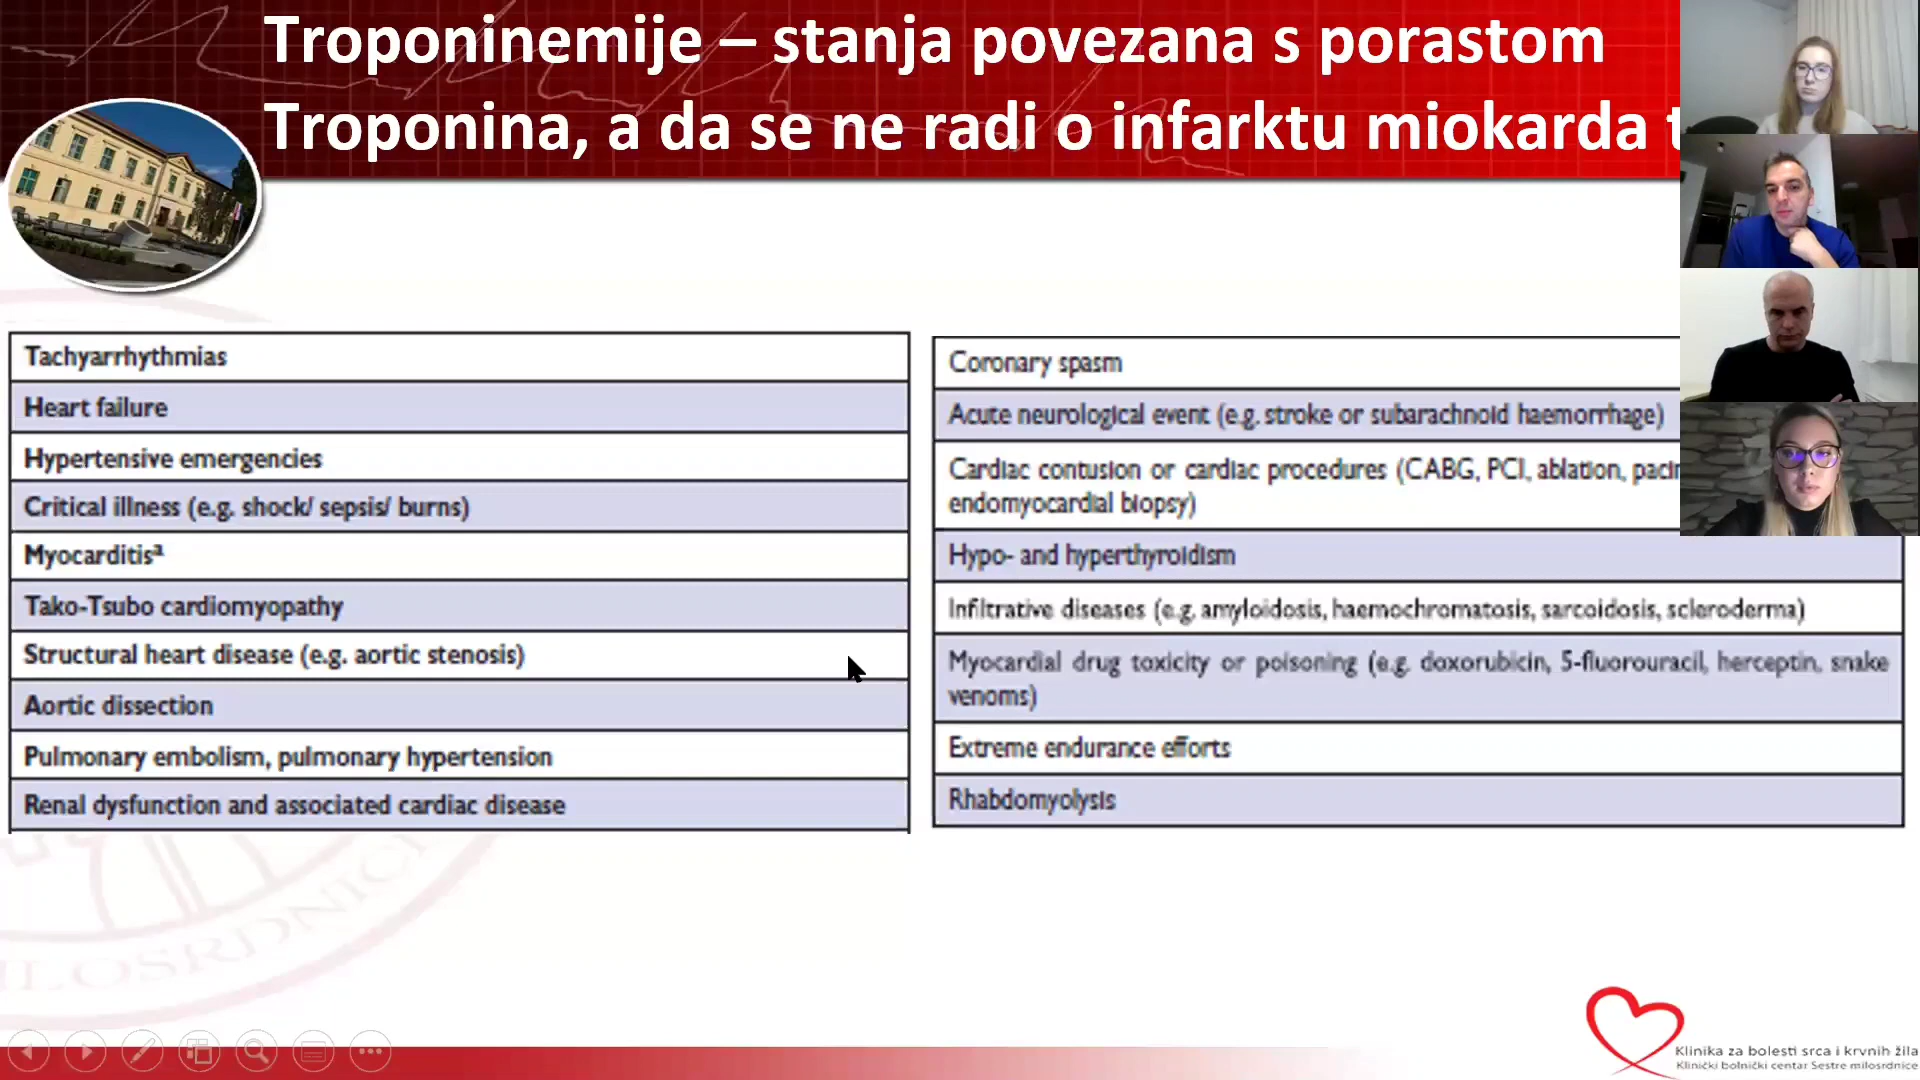 Troponinemije – stanja povezana s porastom
Troponina, a da se ne radi o infarktu miokarda
Tachyarrhythmias
Heart failure
Hypertensive emergencies
Critical illness (e.g. shock/ sepsis/ burns)
Myocarditisª
Tako-Tsubo cardiomyopathy
Structural heart disease (e.g. aortic stenosis)
Aortic dissection
Pulmonary embolism, pulmonary hypertension
Renal dysfunction and associated cardiac disease
Coronary spasm
Acute neurological event (e.g. stroke or subarachnoid haemorrhage)
Cardiac contusion or cardiac procedures (CABG, PCI, ablation,
endomyocardial biopsy)
Hypo- and hyperthyroidism
Infiltrative diseases (e.g. amyloidosis, haemochromatosis, sarcoidosis, scleroderma)
Myocardial drug toxicity or poisoning (e.g. doxorubicin, 5-fluorouracil, herceptin, snake
venoms)
Extreme endurance efforts
Rhabdomyolysis
Klinika za bolesti srca i krvnih žila
Klinički bolnički centar Sestre milosrdnice